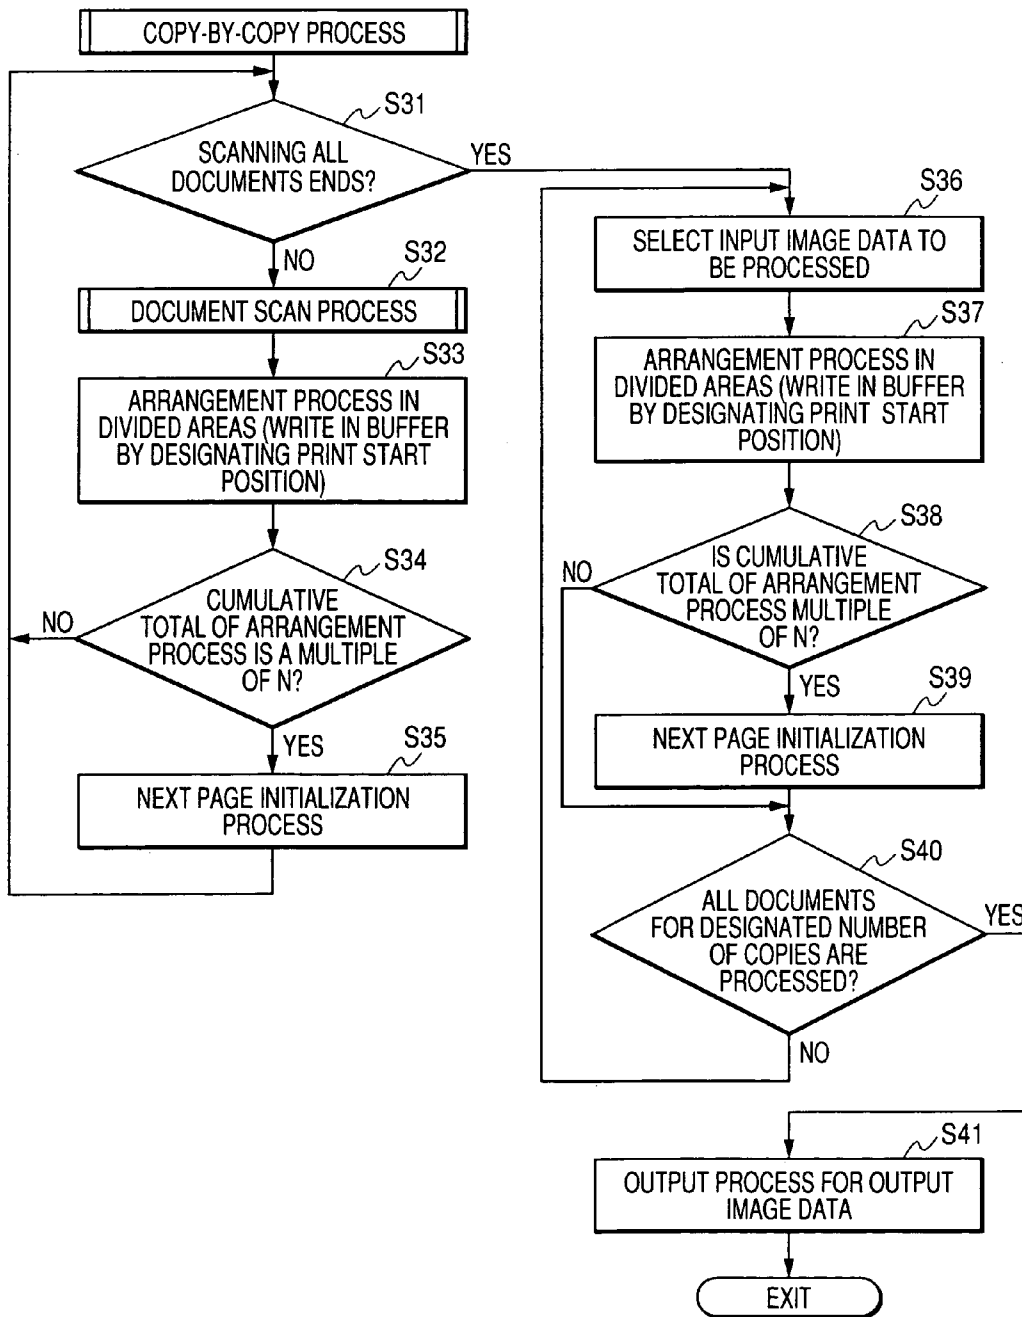 COPY-BY-COPY PROCESS
S31
SCANNING ALL
DOCUMENTS ENDS?
YES
NO
S32
DOCUMENT SCAN PROCESS
S33
ARRANGEMENT PROCESS IN
DIVIDED AREAS (WRITE IN BUFFER
BY DESIGNATING PRINT START
POSITION)
S34
CUMULATIVE
TOTAL OF ARRANGEMENT
PROCESS IS A MULTIPLE
OF N?
NO
YES
S35
NEXT PAGE INITIALIZATION
PROCESS
S36
SELECT INPUT IMAGE DATA TO
BE PROCESSED
S37
ARRANGEMENT PROCESS IN
DIVIDED AREAS (WRITE IN BUFFER
BY DESIGNATING PRINT START
POSITION)
S38
IS CUMULATIVE
TOTAL OF ARRANGEMENT
PROCESS MULTIPLE
OF N?
NO
YES
S39
NEXT PAGE INITIALIZATION
PROCESS
S40
ALL DOCUMENTS
FOR DESIGNATED NUMBER
OF COPIES ARE
PROCESSED?
YES
NO
S41
OUTPUT PROCESS FOR OUTPUT
IMAGE DATA
EXIT